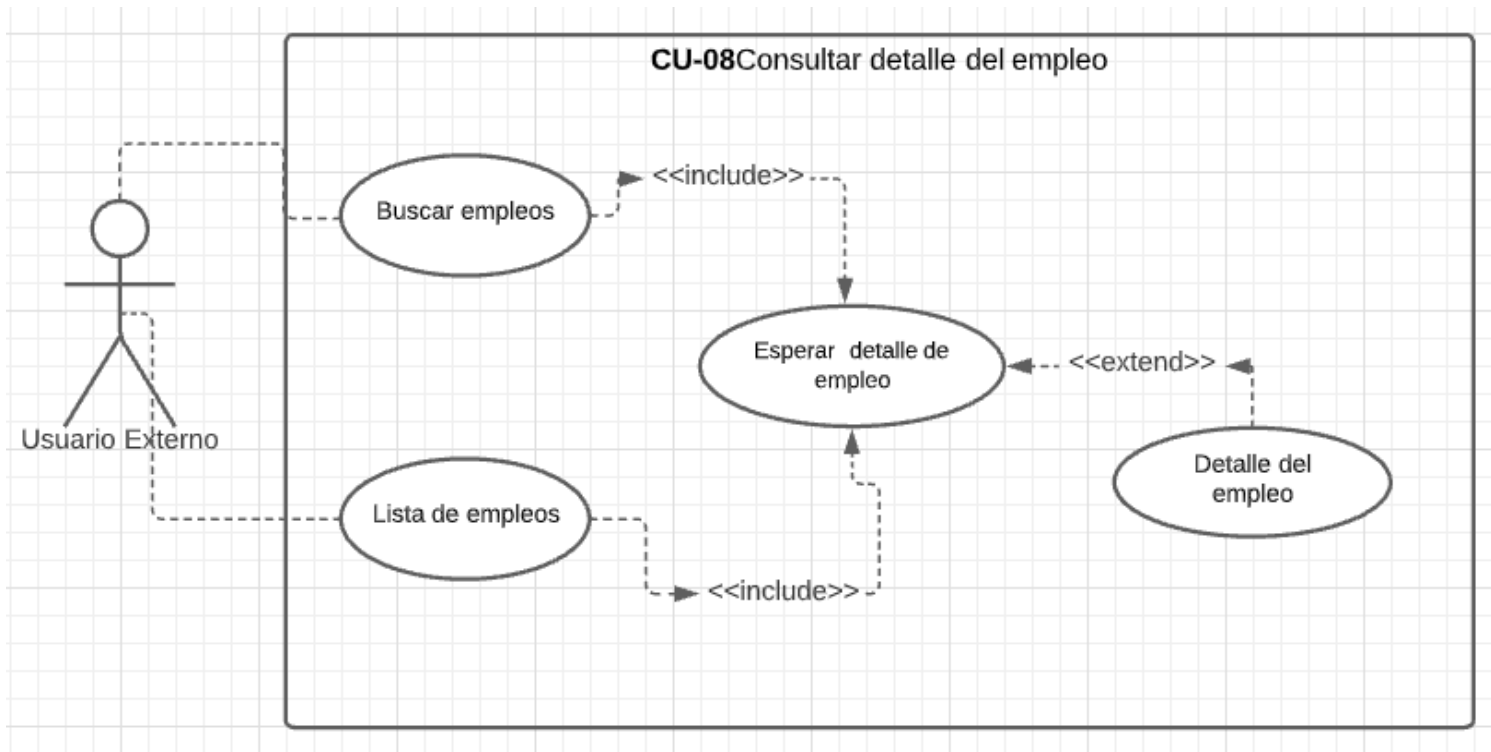 CU-08Consultar detalle del empleo
Buscar empleos
<<include>>
Esperar detalle de
empleo
<<extend>>
Usuario Externo
Detalle del
empleo
Lista de empleos
<<include>>